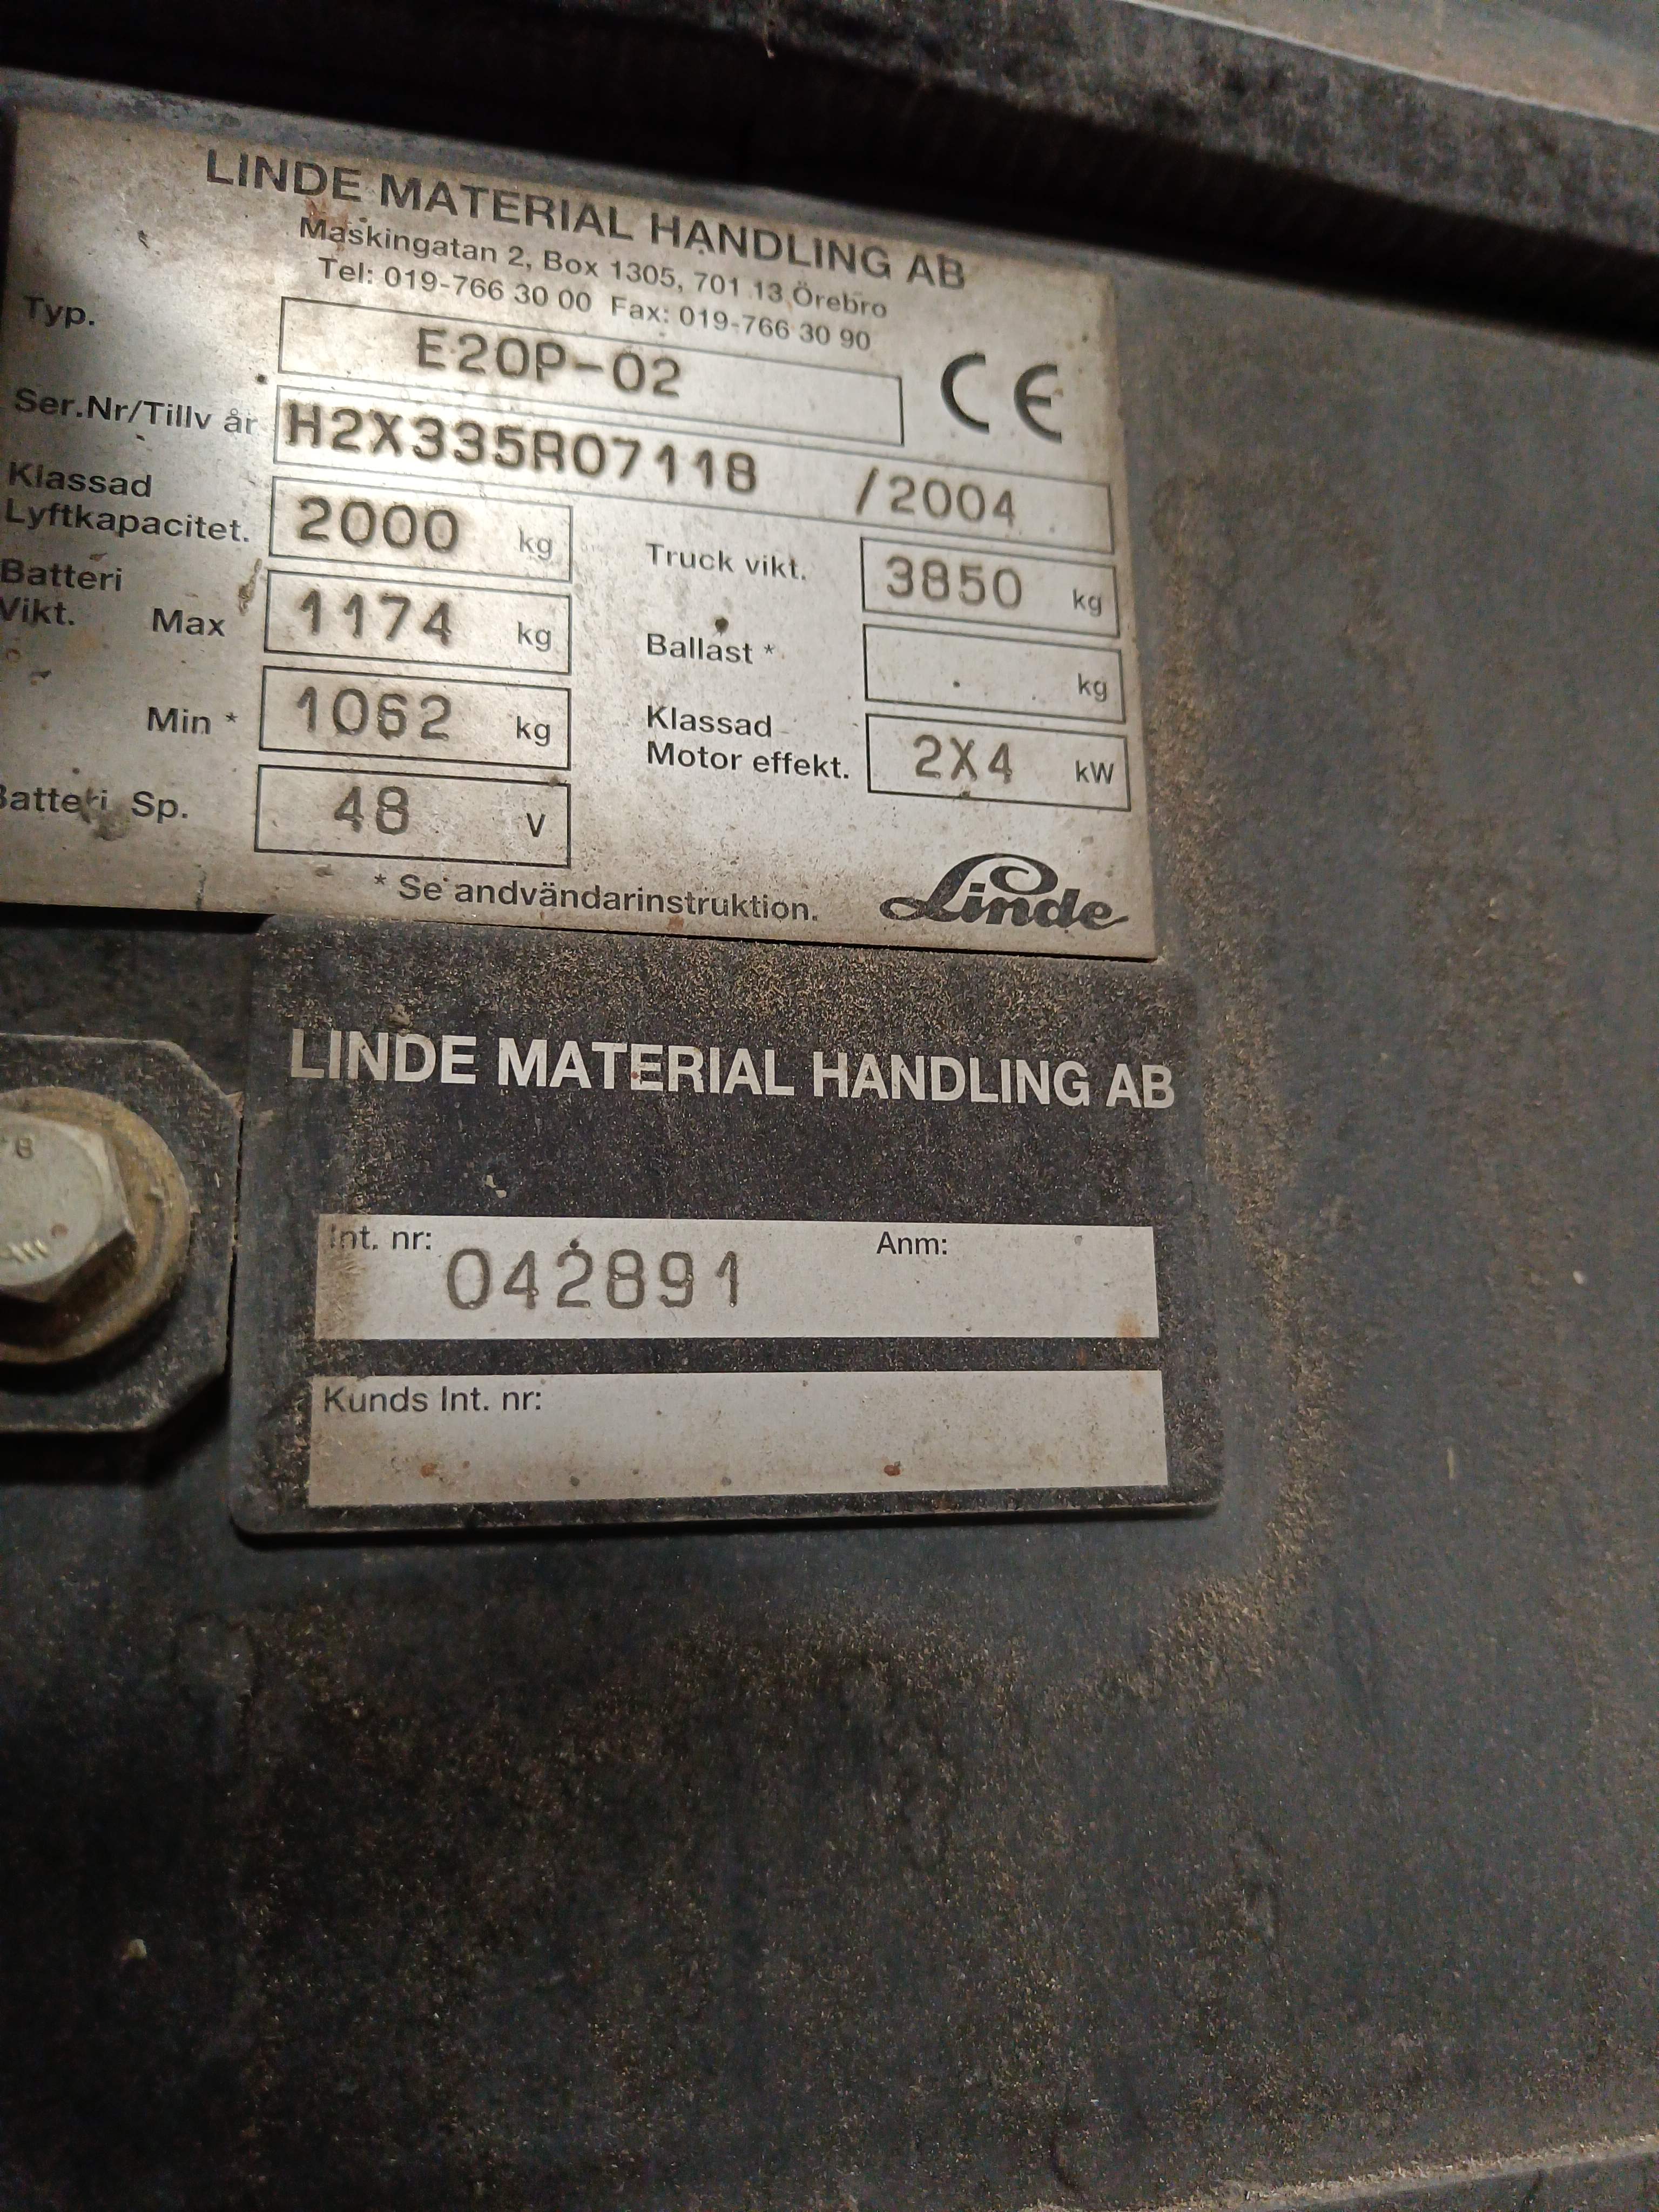 LINDE MATERIAL HANDLING AB
Maskingatan 2, Box 1305, 701 13 Örebro
Tel: 019-766 30 00 Fax: 019-766 30 90
Typ. E20P-02 CE
Ser.Nr/Tillv år H2X335R07118 /2004
Klassad
Lyftkapacitet. 2000 kg
Truck vikt. 3850 kg
Batteri
Vikt. Max 1174 kg
Ballast * kg
Min * 1062 kg
Klassad
Motor effekt. 2X4 kW
Batteri Sp. 48 V
* Se andvändarinstruktion.
Linde
LINDE MATERIAL HANDLING AB
Int. nr: 042891 Anm:
Kunds Int. nr:
8